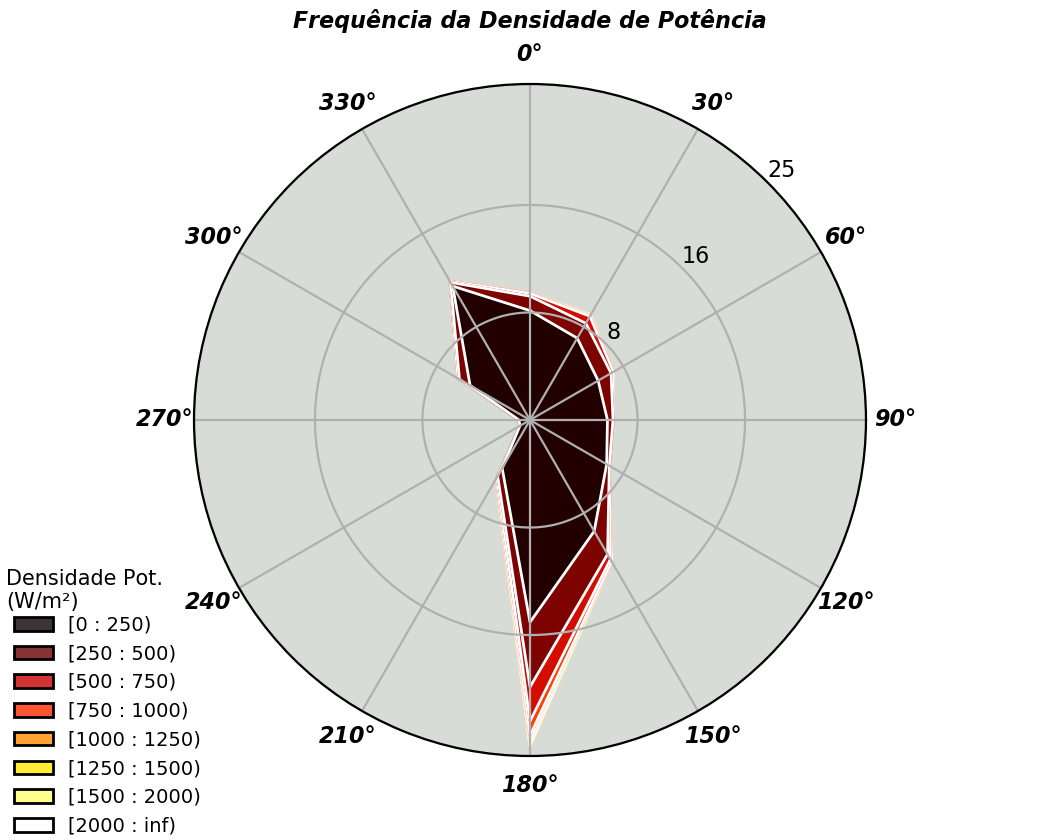 Frequência da Densidade de Potência
0°
330°
30°
25
300°
60°
16
8
270°
90°
240°
120°
210°
150°
180°
Densidade Pot.
(W/m²)
[0 : 250)
[250 : 500)
[500 : 750)
[750 : 1000)
[1000 : 1250)
[1250 : 1500)
[1500 : 2000)
[2000 : inf)